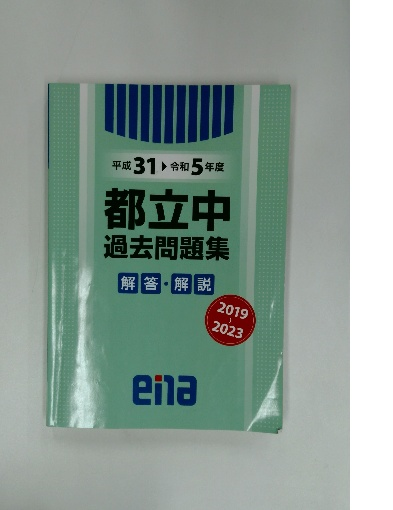 平成31▶令和5年度
都立中
過去問題集
解答・解説
2019
~
2023
ena